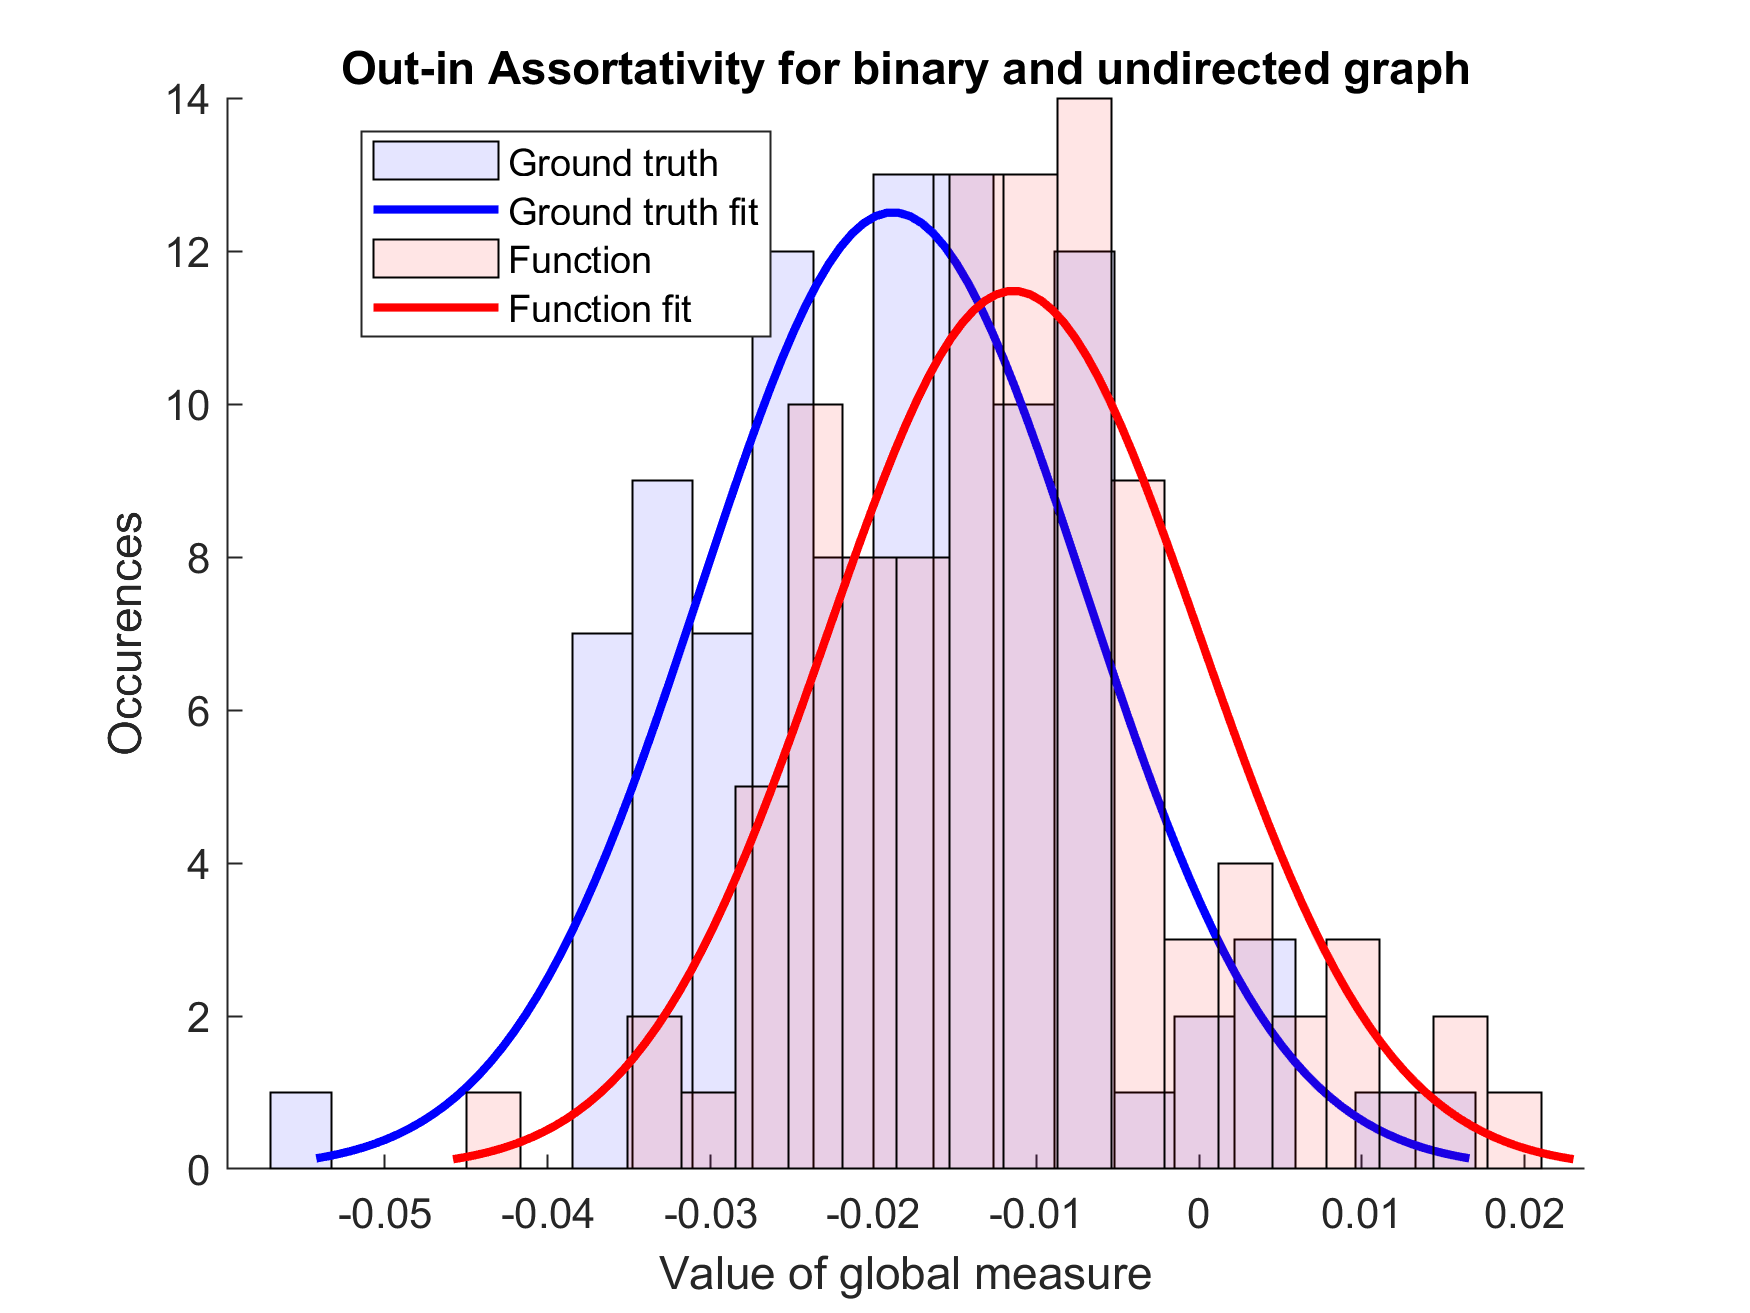 Out-in Assortativity for binary and undirected graph
14
12
10
8
6
4
2
0
Ground truth
Ground truth fit
Function
Function fit
Occurences
-0.05 -0.04 -0.03 -0.02 -0.01 0 0.01 0.02
Value of global measure